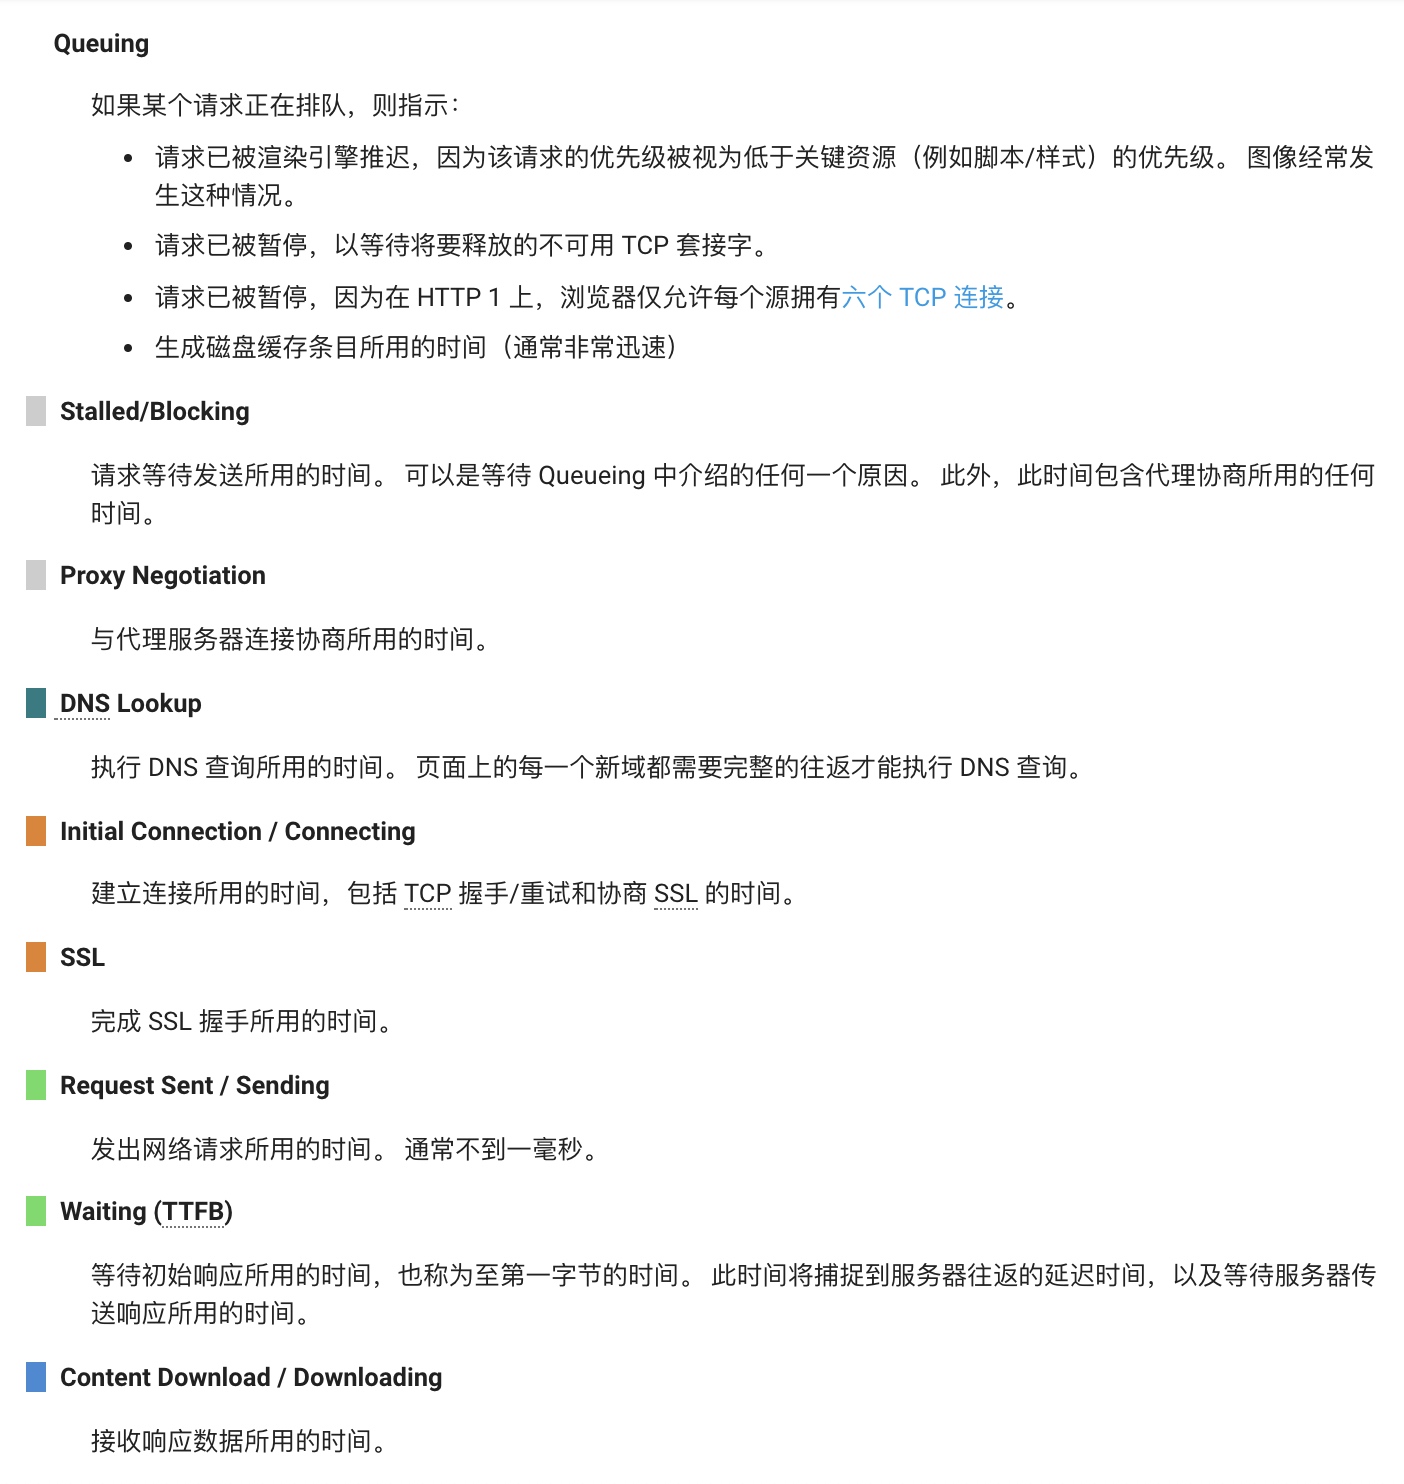 Queuing
如果某个请求正在排队，则指示：
• 请求已被渲染引擎推迟，因为该请求的优先级被视为低于关键资源（例如脚本/样式）的优先级。 图像经常发
生这种情况。
• 请求已被暂停，以等待将要释放的不可用 TCP 套接字。
• 请求已被暂停，因为在 HTTP 1 上，浏览器仅允许每个源拥有六个 TCP 连接。
• 生成磁盘缓存条目所用的时间（通常非常迅速）
Stalled/Blocking
请求等待发送所用的时间。 可以是等待 Queueing 中介绍的任何一个原因。 此外，此时间包含代理协商所用的任何
时间。
Proxy Negotiation
与代理服务器连接协商所用的时间。
DNS Lookup
执行 DNS 查询所用的时间。 页面上的每一个新域都需要完整的往返才能执行 DNS 查询。
Initial Connection / Connecting
建立连接所用的时间，包括 TCP 握手/重试和协商 SSL 的时间。
SSL
完成 SSL 握手所用的时间。
Request Sent / Sending
发出网络请求所用的时间。 通常不到一毫秒。
Waiting (TTFB)
等待初始响应所用的时间，也称为至第一字节的时间。 此时间将捕捉到服务器往返的延迟时间，以及等待服务器传
送响应所用的时间。
Content Download / Downloading
接收响应数据所用的时间。